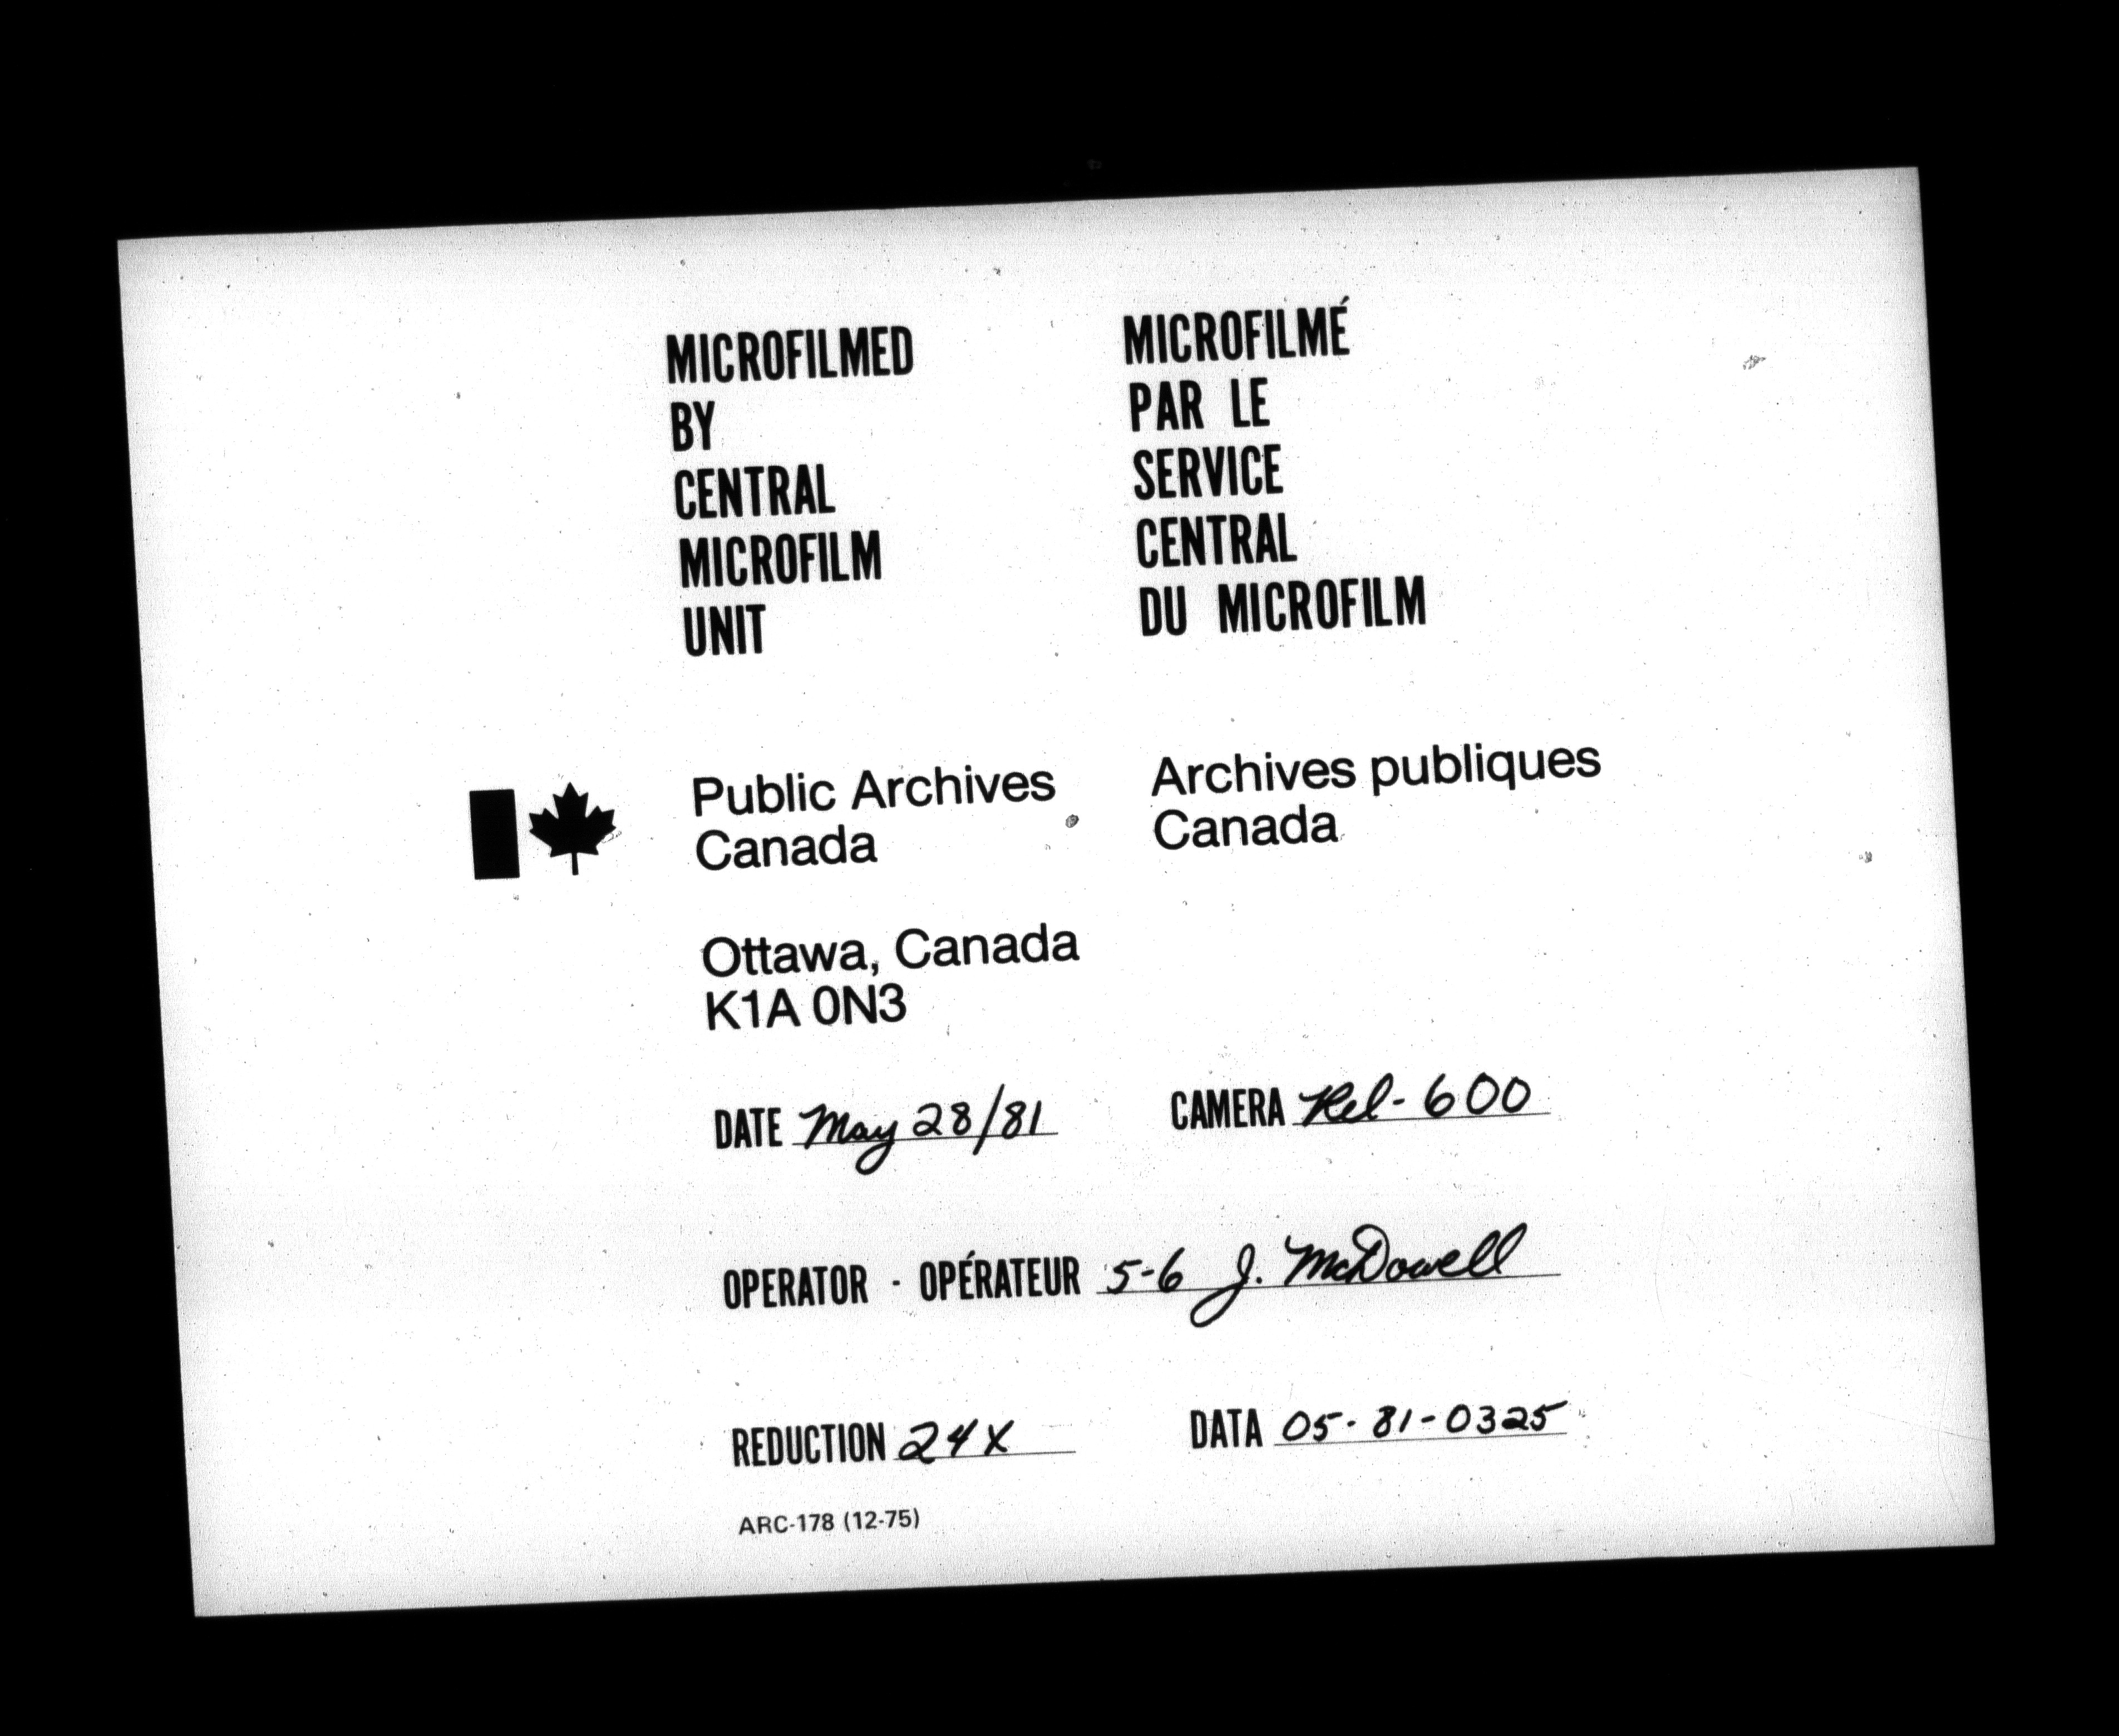 MICROFILMED
BY
CENTRAL
MICROFILM
UNIT
MICROFILMÉ
PAR LE
SERVICE
CENTRAL
DU MICROFILM
Public Archives
Canada
Archives publiques
Canada
Ottawa, Canada
K1A 0N3
DATE May 28/81
CAMERA Rel-600
OPERATOR - OPÉRATEUR 5-6 J. McDowell
REDUCTION 24X
DATA 05-81-0325
ARC-178 (12-75)